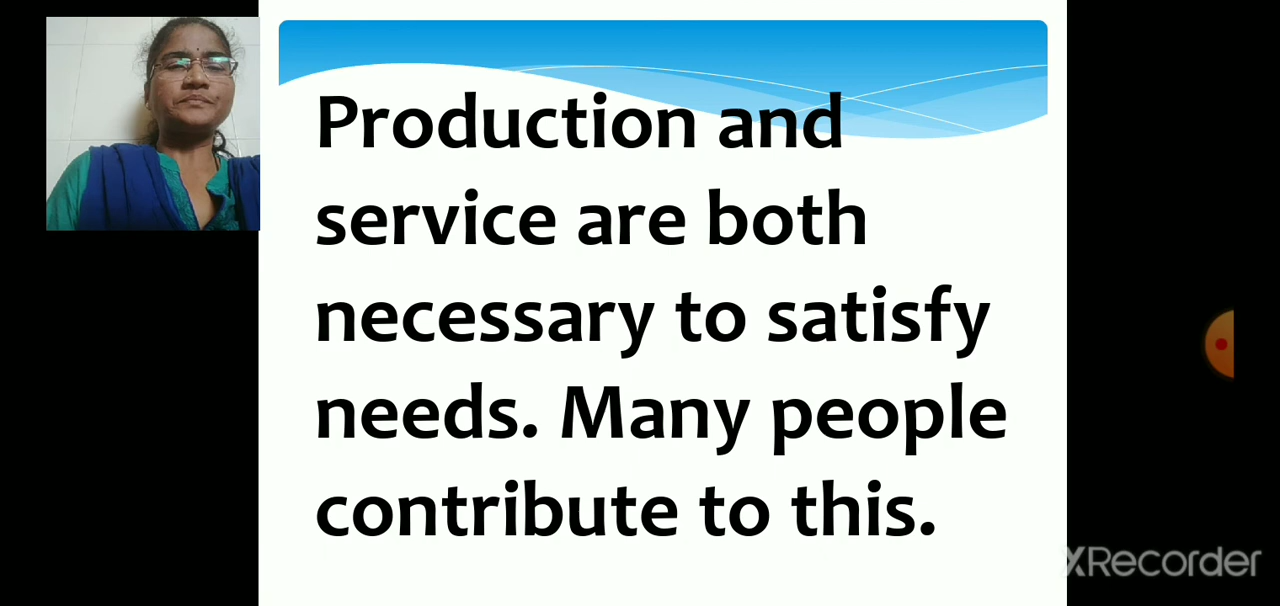 Production and
service are both
necessary to satisfy
needs. Many people
contribute to this.
XRecorder